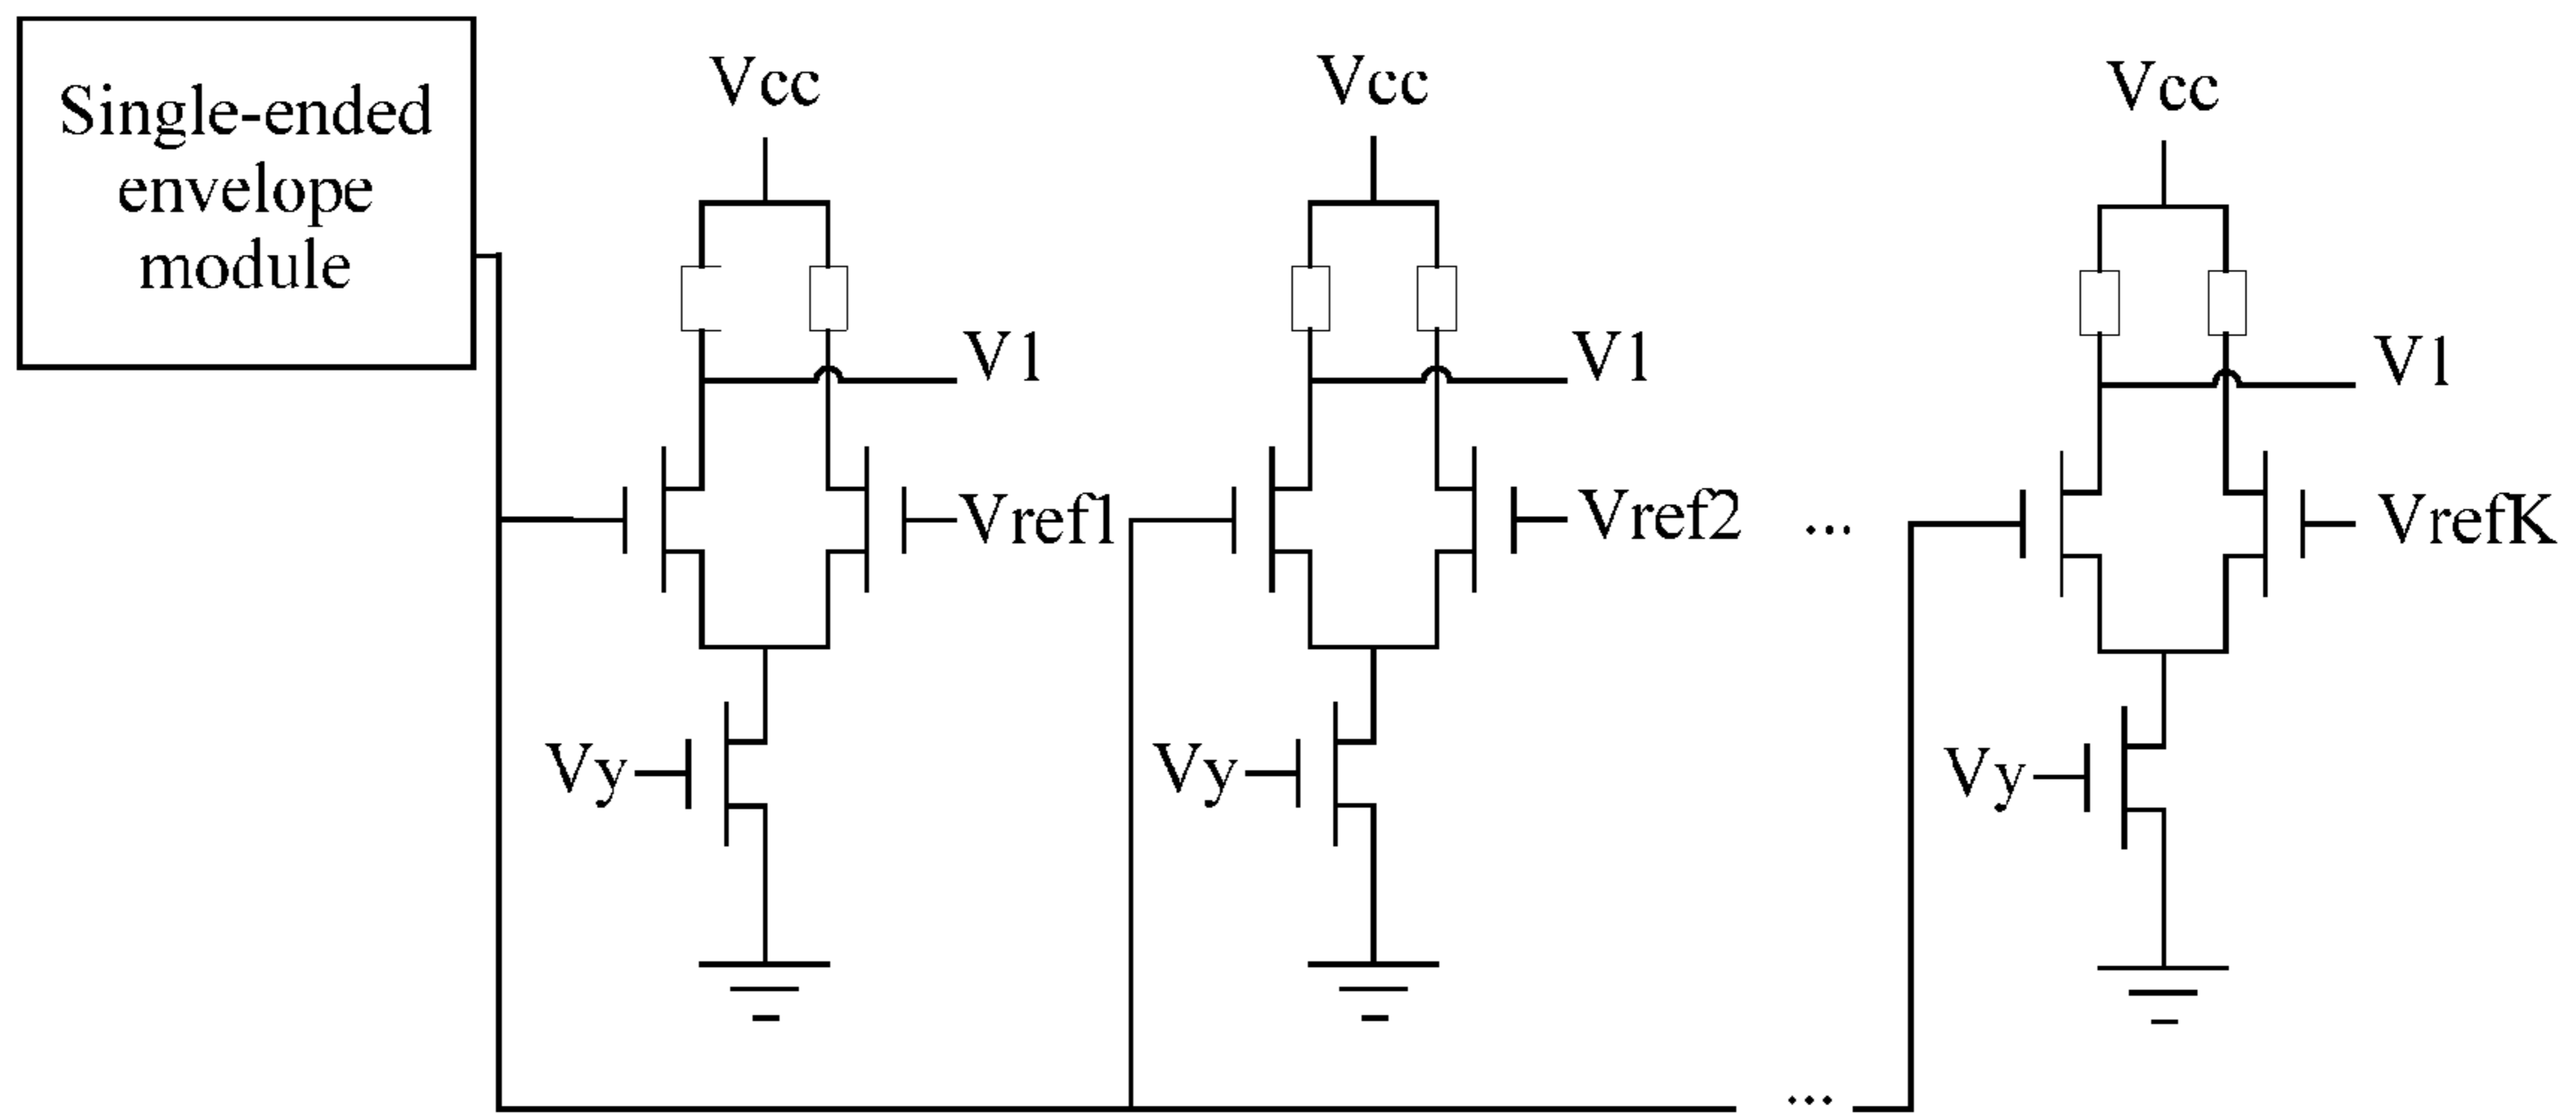 Single-ended
envelope
module
Vcc
Vcc
Vcc
V1
V1
V1
Vref1
Vref2
...
VrefK
Vy
Vy
Vy
...